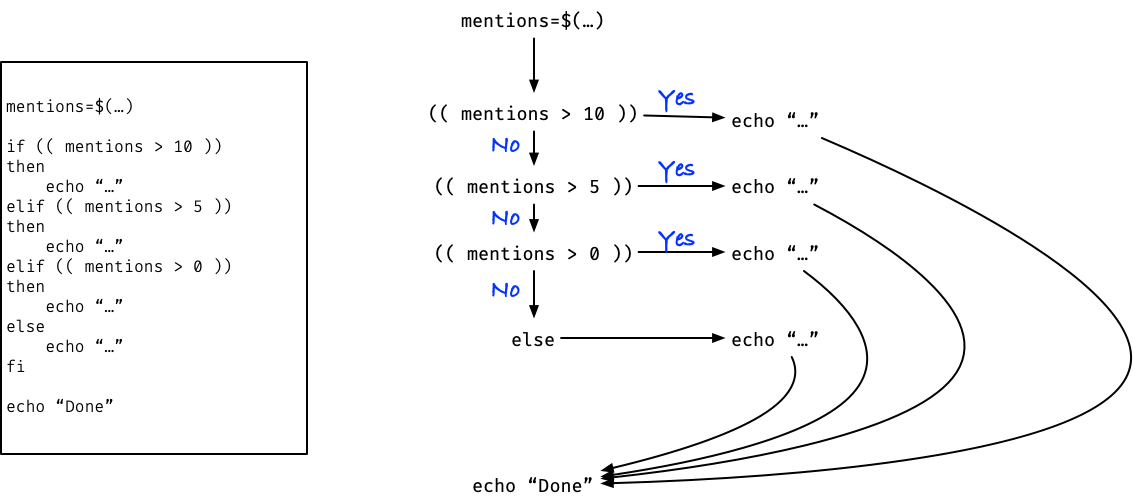 mentions=$(…)
if (( mentions > 10 ))
then
    echo “…”
elif (( mentions > 5 ))
then
    echo “…”
elif (( mentions > 0 ))
then
    echo “…”
else
    echo “…”
fi
echo “Done”
mentions=$(…)
(( mentions > 10 )) Yes echo “…”
No
(( mentions > 5 )) Yes echo “…”
No
(( mentions > 0 )) Yes echo “…”
No
else echo “…”
echo “Done”